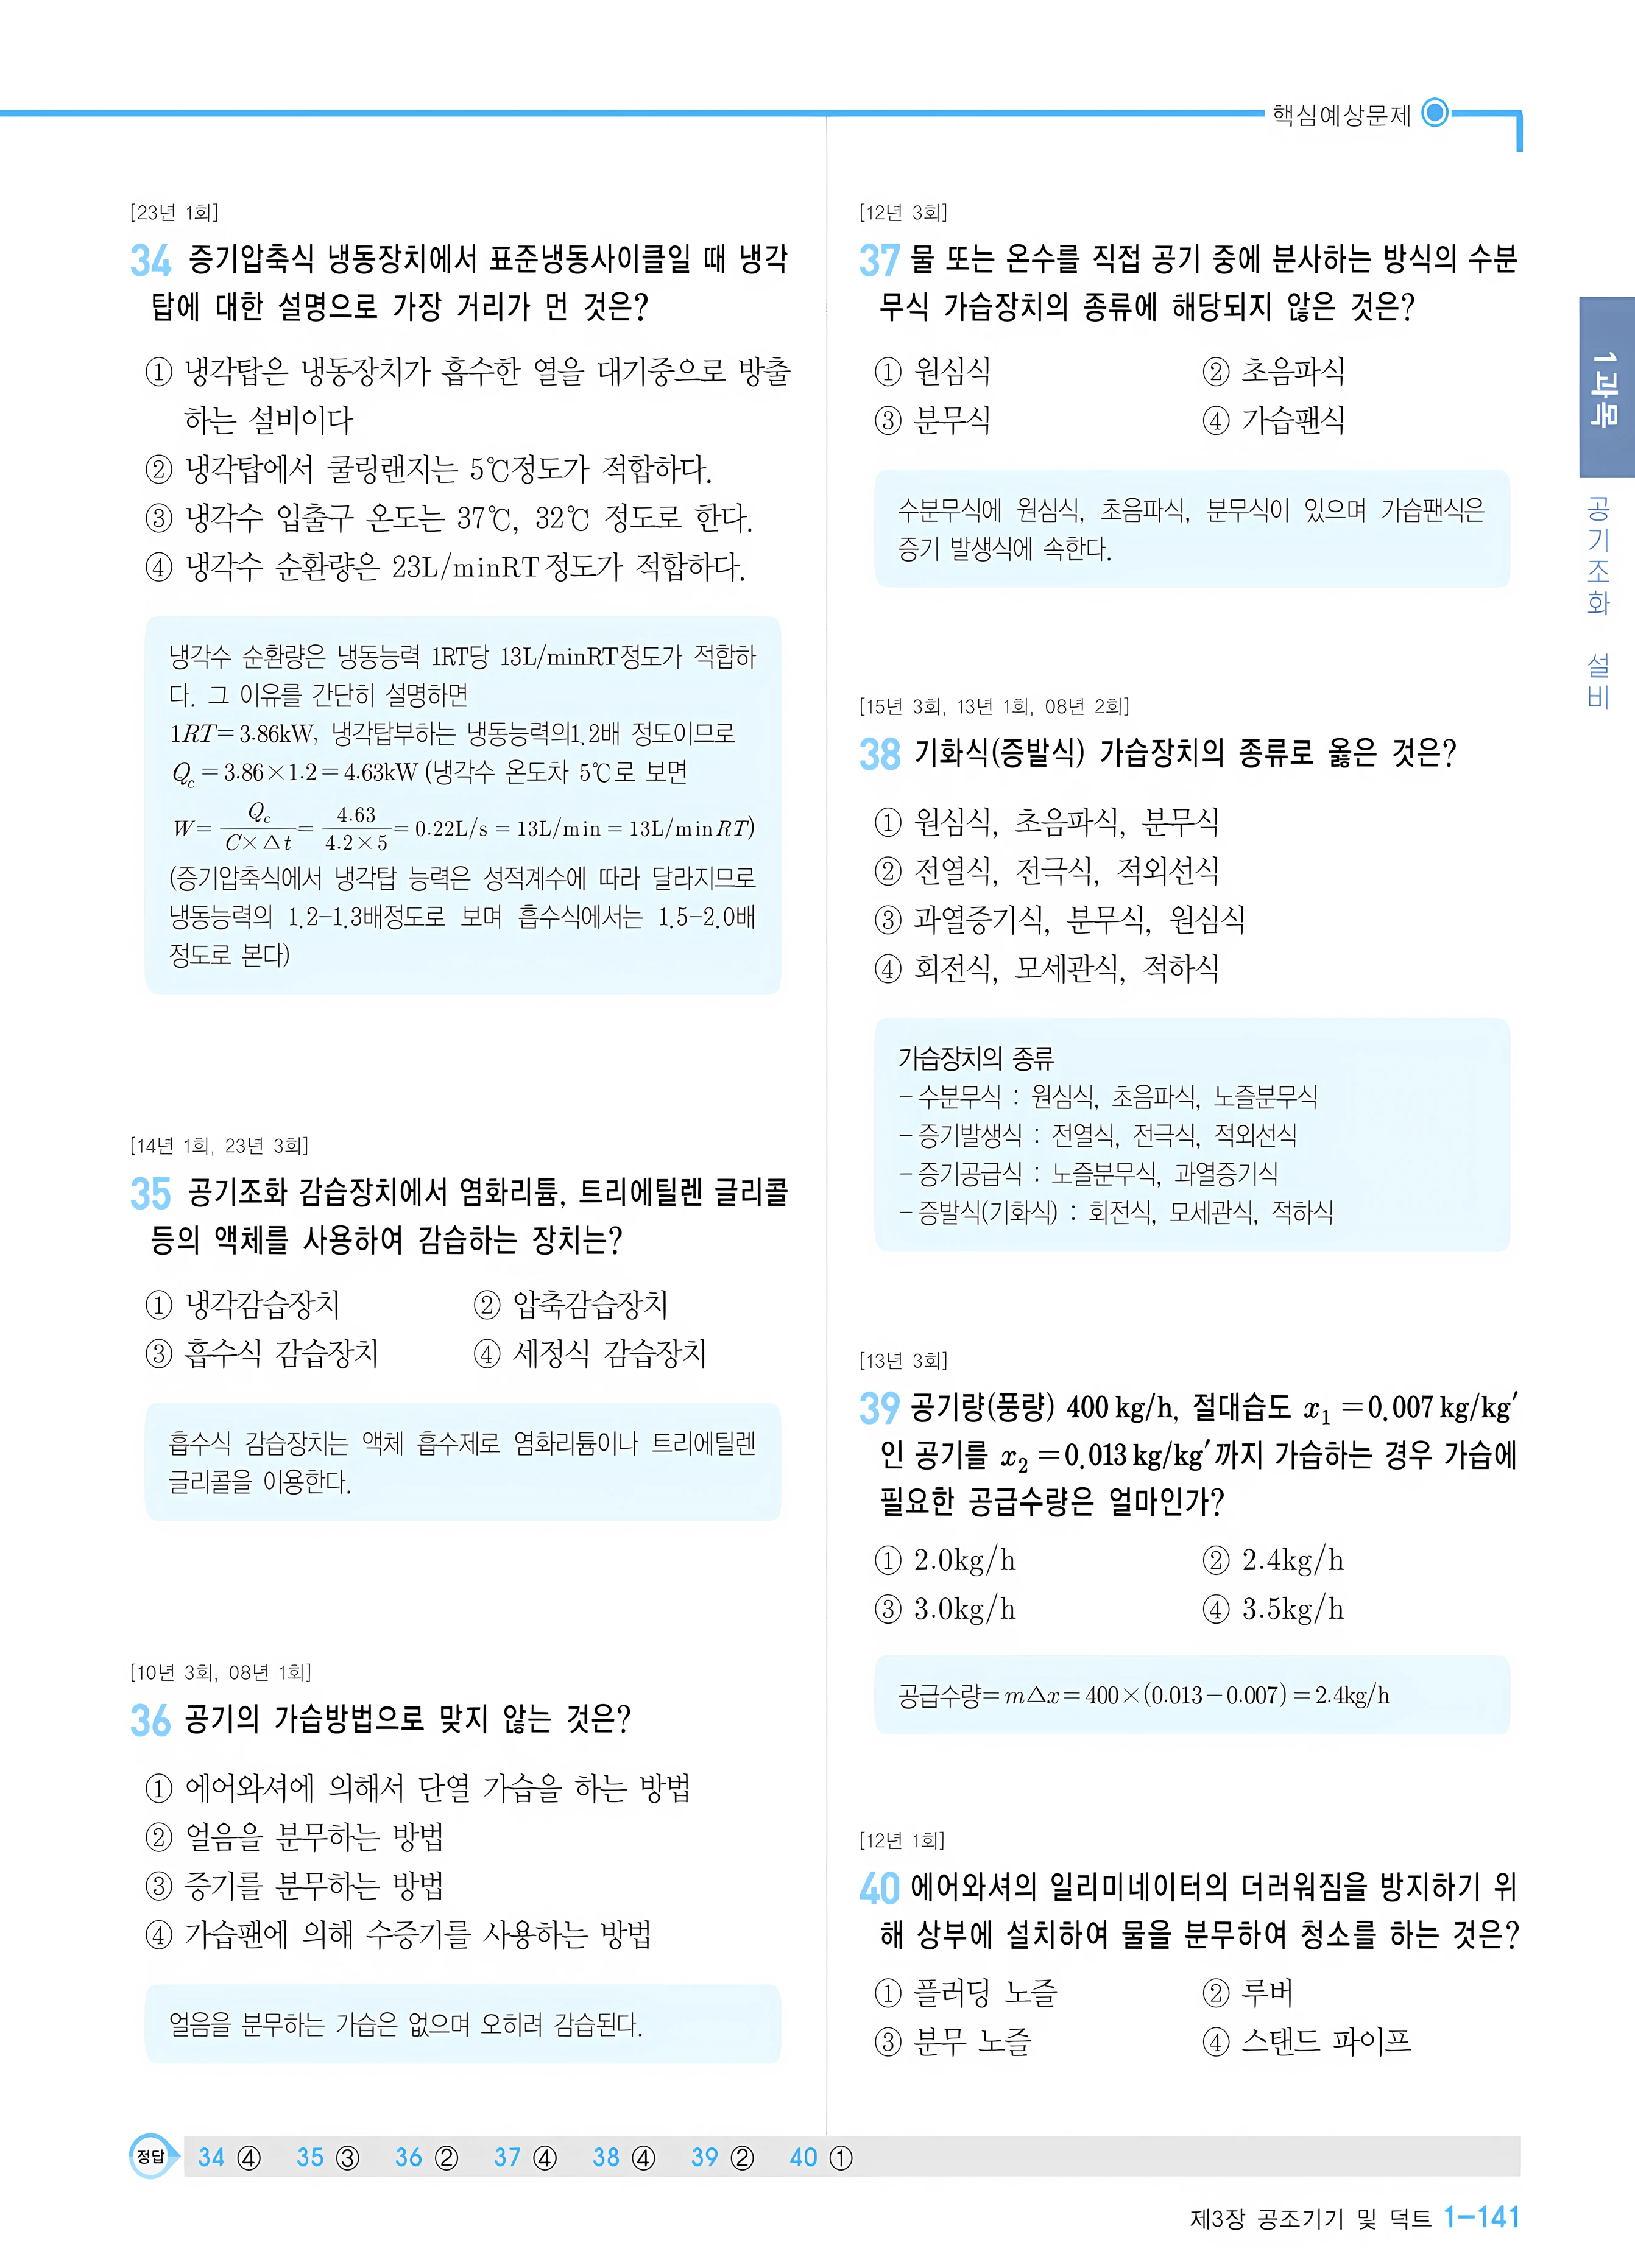 핵심예상문제
[23년 1회]
34 증기압축식 냉동장치에서 표준냉동사이클일 때 냉각
탑에 대한 설명으로 가장 거리가 먼 것은?
① 냉각탑은 냉동장치가 흡수한 열을 대기중으로 방출
하는 설비이다
② 냉각탑에서 쿨링랜지는 5℃정도가 적합하다.
③ 냉각수 입출구 온도는 37℃, 32℃ 정도로 한다.
④ 냉각수 순환량은 23L/minRT정도가 적합하다.
냉각수 순환량은 냉동능력 1RT당 13L/minRT정도가 적합하
다. 그 이유를 간단히 설명하면
1RT=3.86kW, 냉각탑부하는 냉동능력의1.2배 정도이므로
Qc =3.86×1.2=4.63kW (냉각수 온도차 5℃로 보면
W= Qc/(C×Δt) = 4.63/(4.2×5) = 0.22L/s = 13L/min = 13L/minRT)
(증기압축식에서 냉각탑 능력은 성적계수에 따라 달라지므로
냉동능력의 1.2-1.3배정도로 보며 흡수식에서는 1.5-2.0배
정도로 본다)
[14년 1회, 23년 3회]
35 공기조화 감습장치에서 염화리튬, 트리에틸렌 글리콜
등의 액체를 사용하여 감습하는 장치는?
① 냉각감습장치 ② 압축감습장치
③ 흡수식 감습장치 ④ 세정식 감습장치
흡수식 감습장치는 액체 흡수제로 염화리튬이나 트리에틸렌
글리콜을 이용한다.
[10년 3회, 08년 1회]
36 공기의 가습방법으로 맞지 않는 것은?
① 에어와셔에 의해서 단열 가습을 하는 방법
② 얼음을 분무하는 방법
③ 증기를 분무하는 방법
④ 가습팬에 의해 수증기를 사용하는 방법
얼음을 분무하는 가습은 없으며 오히려 감습된다.
[12년 3회]
37 물 또는 온수를 직접 공기 중에 분사하는 방식의 수분
무식 가습장치의 종류에 해당되지 않은 것은?
① 원심식 ② 초음파식
③ 분무식 ④ 가습팬식
수분무식에 원심식, 초음파식, 분무식이 있으며 가습팬식은
증기 발생식에 속한다.
[15년 3회, 13년 1회, 08년 2회]
38 기화식(증발식) 가습장치의 종류로 옳은 것은?
① 원심식, 초음파식, 분무식
② 전열식, 전극식, 적외선식
③ 과열증기식, 분무식, 원심식
④ 회전식, 모세관식, 적하식
가습장치의 종류
- 수분무식 : 원심식, 초음파식, 노즐분무식
- 증기발생식 : 전열식, 전극식, 적외선식
- 증기공급식 : 노즐분무식, 과열증기식
- 증발식(기화식) : 회전식, 모세관식, 적하식
[13년 3회]
39 공기량(풍량) 400kg/h, 절대습도 x₁=0.007kg/kg′
인 공기를 x₂=0.013kg/kg′까지 가습하는 경우 가습에
필요한 공급수량은 얼마인가?
① 2.0kg/h ② 2.4kg/h
③ 3.0kg/h ④ 3.5kg/h
공급수량=mΔx=400×(0.013-0.007)=2.4kg/h
[12년 1회]
40 에어와셔의 일리미네이터의 더러워짐을 방지하기 위
해 상부에 설치하여 물을 분무하여 청소를 하는 것은?
① 플러딩 노즐 ② 루버
③ 분무 노즐 ④ 스탠드 파이프
1과목
공기조화 설비
정답 34 ④ 35 ③ 36 ② 37 ④ 38 ④ 39 ② 40 ①
제3장 공조기기 및 덕트 1-141